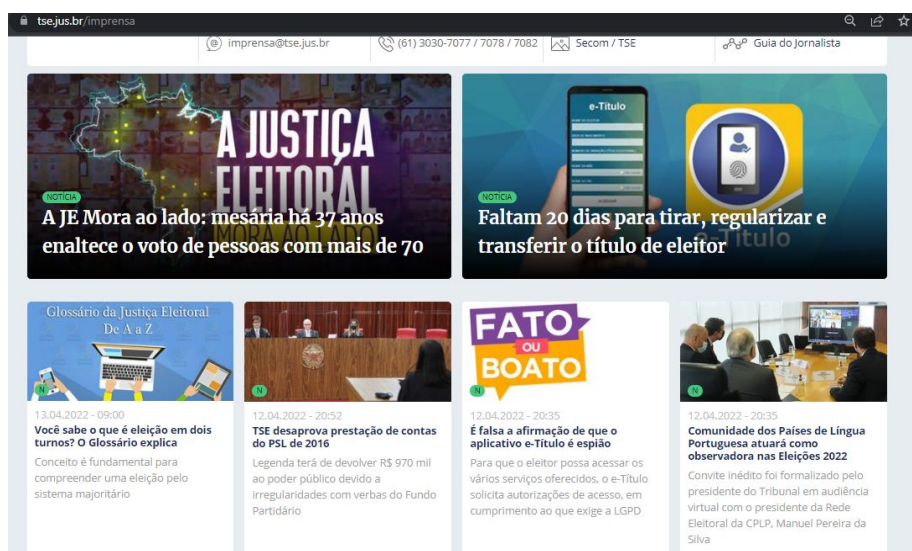 tse.jus.br/imprensa
imprensa@tse.jus.br
(61) 3030-7077 / 7078 / 7082
Secom / TSE
Guia do Jornalista
A JUSTIÇA
ELEITORAL
MORA AO LADO
NOTÍCIA
A JE Mora ao lado: mesária há 37 anos
enaltece o voto de pessoas com mais de 70
e-Título
ACESSAR
e-Título
NOTÍCIA
Faltam 20 dias para tirar, regularizar e
transferir o título de eleitor
Glossário da Justiça Eleitoral
De A a Z
N
13.04.2022 - 09:00
Você sabe o que é eleição em dois
turnos? O Glossário explica
Conceito é fundamental para
compreender uma eleição pelo
sistema majoritário
N
12.04.2022 - 20:52
TSE desaprova prestação de contas
do PSL de 2016
Legenda terá de devolver R$ 970 mil
ao poder público devido a
irregularidades com verbas do Fundo
Partidário
FATO
OU
BOATO
N
12.04.2022 - 20:35
É falsa a afirmação de que o
aplicativo e-Título é espião
Para que o eleitor possa acessar os
vários serviços oferecidos, o e-Título
solicita autorizações de acesso, em
cumprimento ao que exige a LGPD
N
12.04.2022 - 20:35
Comunidade dos Países de Língua
Portuguesa atuará como
observadora nas Eleições 2022
Convite inédito foi formalizado pelo
presidente do Tribunal em audiência
virtual com o presidente da Rede
Eleitoral da CPLP, Manuel Pereira da
Silva